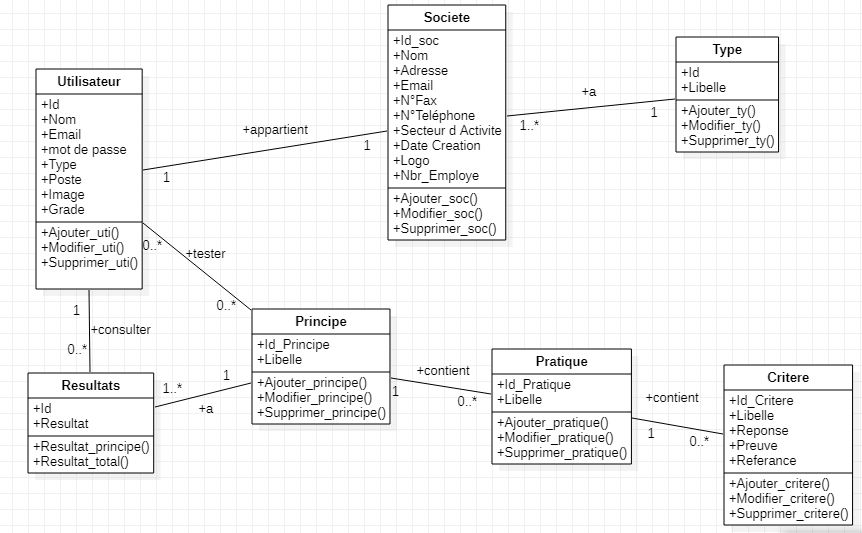 Societe
+Id_soc
+Nom
+Adresse
+Email
+N°Fax
+N°Teléphone
+Secteur d Activite
+Date Creation
+Logo
+Nbr_Employe
+Ajouter_soc()
+Modifier_soc()
+Supprimer_soc()
Type
+Id
+Libelle
+Ajouter_ty()
+Modifier_ty()
+Supprimer_ty()
+a
1..*
1
Utilisateur
+Id
+Nom
+Email
+mot de passe
+Type
+Poste
+Image
+Grade
+Ajouter_uti()
+Modifier_uti()
+Supprimer_uti()
+appartient
1
1
0..*
+tester
0..*
1
+consulter
0..*
Resultats
+Id
+Resultat
+Resultat_principe()
+Resultat_total()
1..*
1
+a
Principe
+Id_Principe
+Libelle
+Ajouter_principe()
+Modifier_principe()
+Supprimer_principe()
+contient
1
0..*
Pratique
+Id_Pratique
+Libelle
+Ajouter_pratique()
+Modifier_pratique()
+Supprimer_pratique()
+contient
1
0..*
Critere
+Id_Critere
+Libelle
+Reponse
+Preuve
+Referance
+Ajouter_critere()
+Modifier_critere()
+Supprimer_critere()